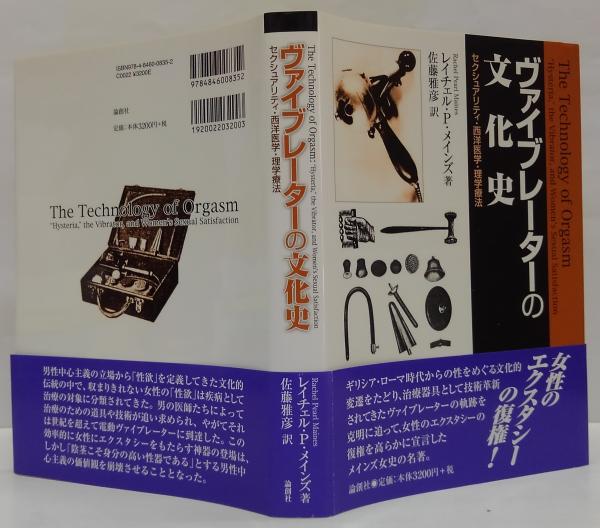 ISBN978-4-8460-0835-2
C0022 ¥3200E
論創社
定価：本体3200円+税
9784846008352
1920022032003
The Technology of Orgasm
"Hysteria," the Vibrator, and Women's Sexual Satisfaction
男性中心主義の立場から「性欲」を定義してきた文化的
伝統の中で、収まりきれない女性の「性欲」は疾病として
治療の対象に分類されてきた。男の医師たちによって
治療のための道具や技術が追い求められ、やがてそれ
は世紀を超えて電動ヴァイブレーターに到達した。この
効率的に女性にエクスタシーをもたらす神器の登場は、
しかし「陰茎こそ身分の高い性器である」とする男性中
心主義の価値観を崩壊させることとなった。
The Technology of Orgasm: "Hysteria," the Vibrator, and Women's Sexual Satisfaction
ヴァイブレーターの文化史
セクシュアリティ・西洋医学・理学療法
Rachel Pearl Maines
レイチェル・P・メインズ 著
佐藤雅彦 訳
論創社
The Technology of Orgasm
"Hysteria," the Vibrator, and Women's Sexual Satisfaction
ヴァイブレーターの
文化史
セクシュアリティ・西洋医学・理学療法
Rachel Pearl Maines
レイチェル・P・メインズ 著
佐藤雅彦 訳
女性の
エクスタシー
の復権！
ギリシア・ローマ時代からの性をめぐる文化的
変遷をたどり、治療器具として技術革新
されてきたヴァイブレーターの軌跡を
克明に追って、女性のエクスタシーの
復権を高らかに宣言した
メインズ女史の名著。
論創社●定価：本体3200円+税